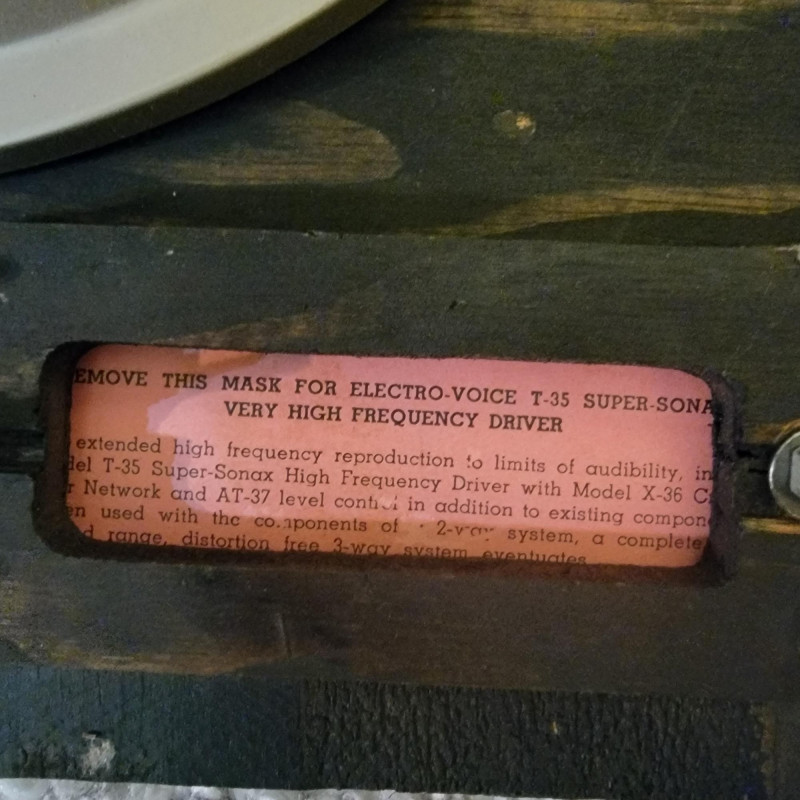 EMOVE THIS MASK FOR ELECTRO-VOICE T-35 SUPER-SONA
VERY HIGH FREQUENCY DRIVER
extended high frequency reproduction to limits of audibility, in
del T-35 Super-Sonax High Frequency Driver with Model X-36 C
r Network and AT-37 level control in addition to existing compon
en used with the components of 2-way system, a complete
d range, distortion free 3-way system eventuates